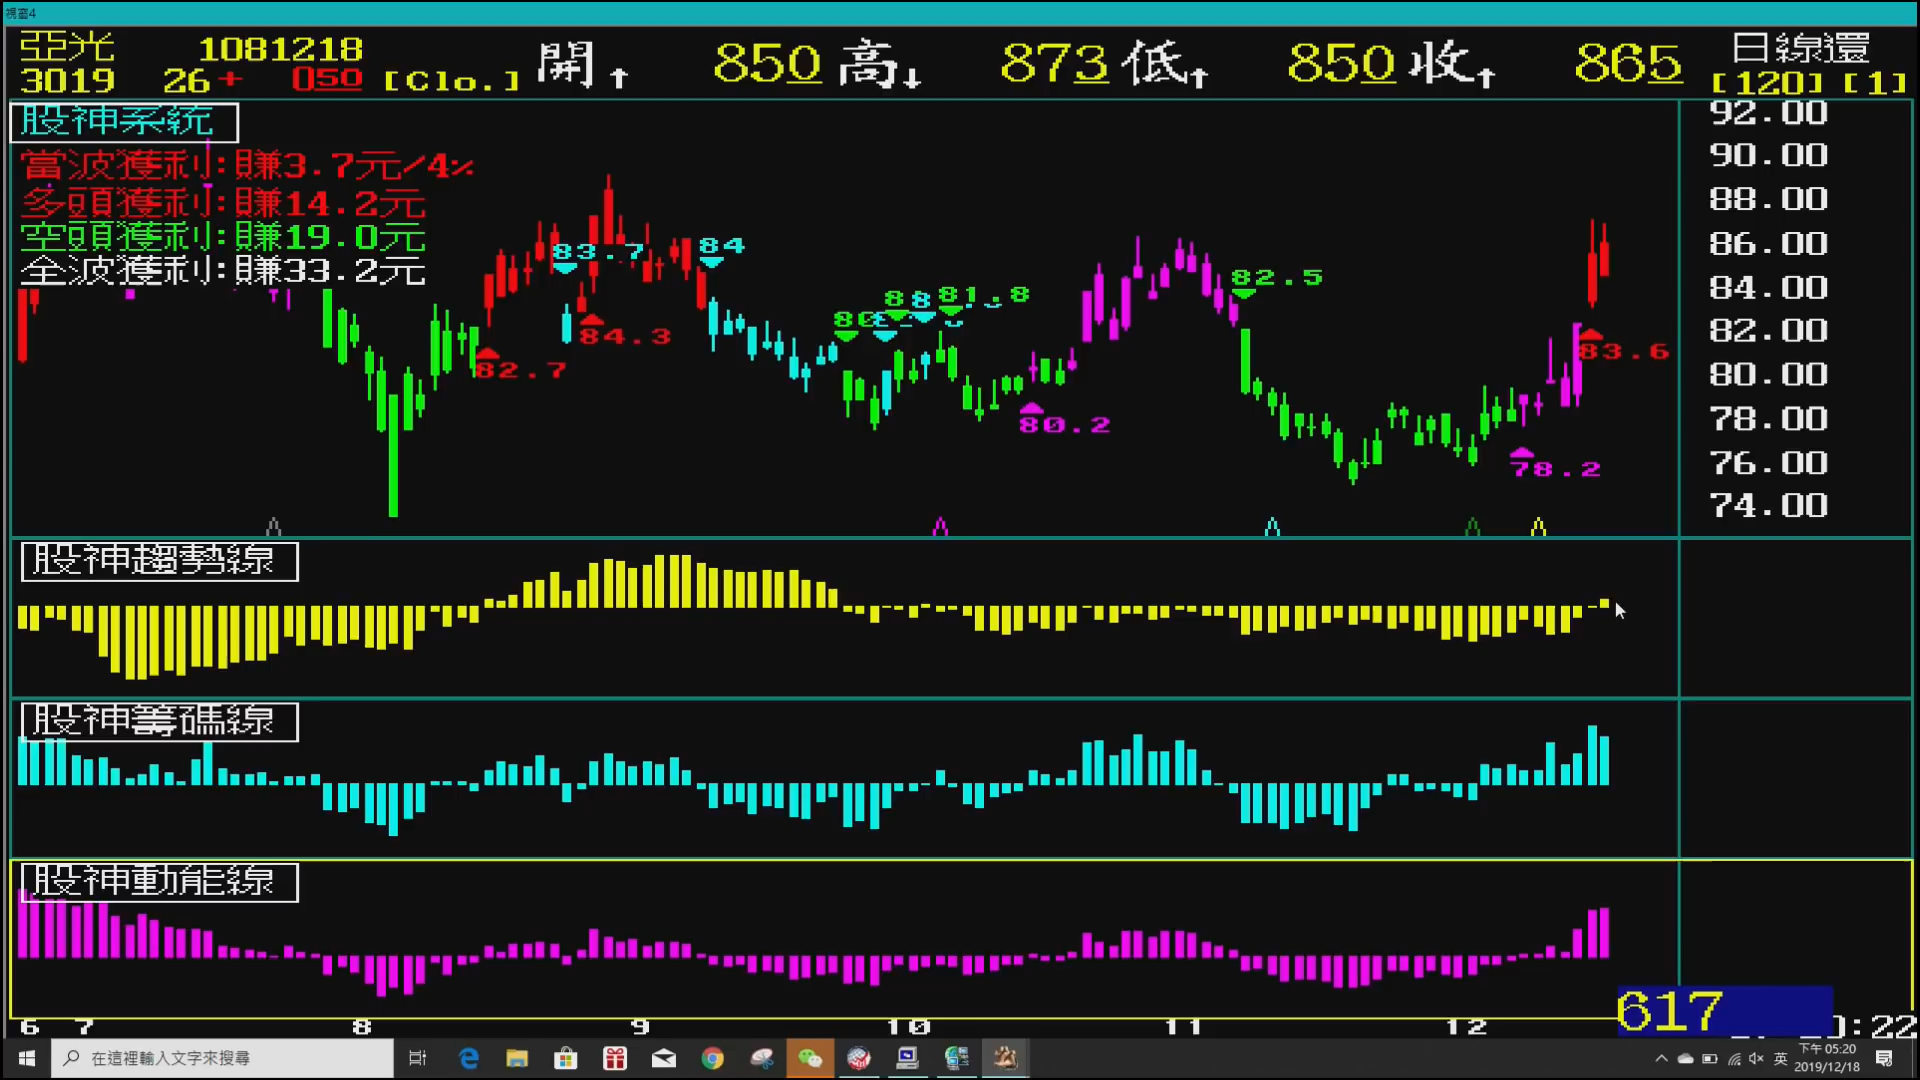 視窗4
亞光 1081218 開↑ 850 高↓ 873 低↑ 850 收↑ 865 日線還
3019 26+ 050 [Clo.] [120] [1]
股神系統
當波獲利:賺3.7元/4%
多頭獲利:賺14.2元
空頭獲利:賺19.0元
全波獲利:賺33.2元
92.00
90.00
88.00
86.00
84.00
82.00
80.00
78.00
76.00
74.00
83.7
84
81.8
82.5
84.3
82.7
83.6
80.2
78.2
股神趨勢線
股神籌碼線
股神動能線
617
6 7 8 9 10 11 12
:22
在這裡輸入文字來搜尋
英
下午 05:20
2019/12/18